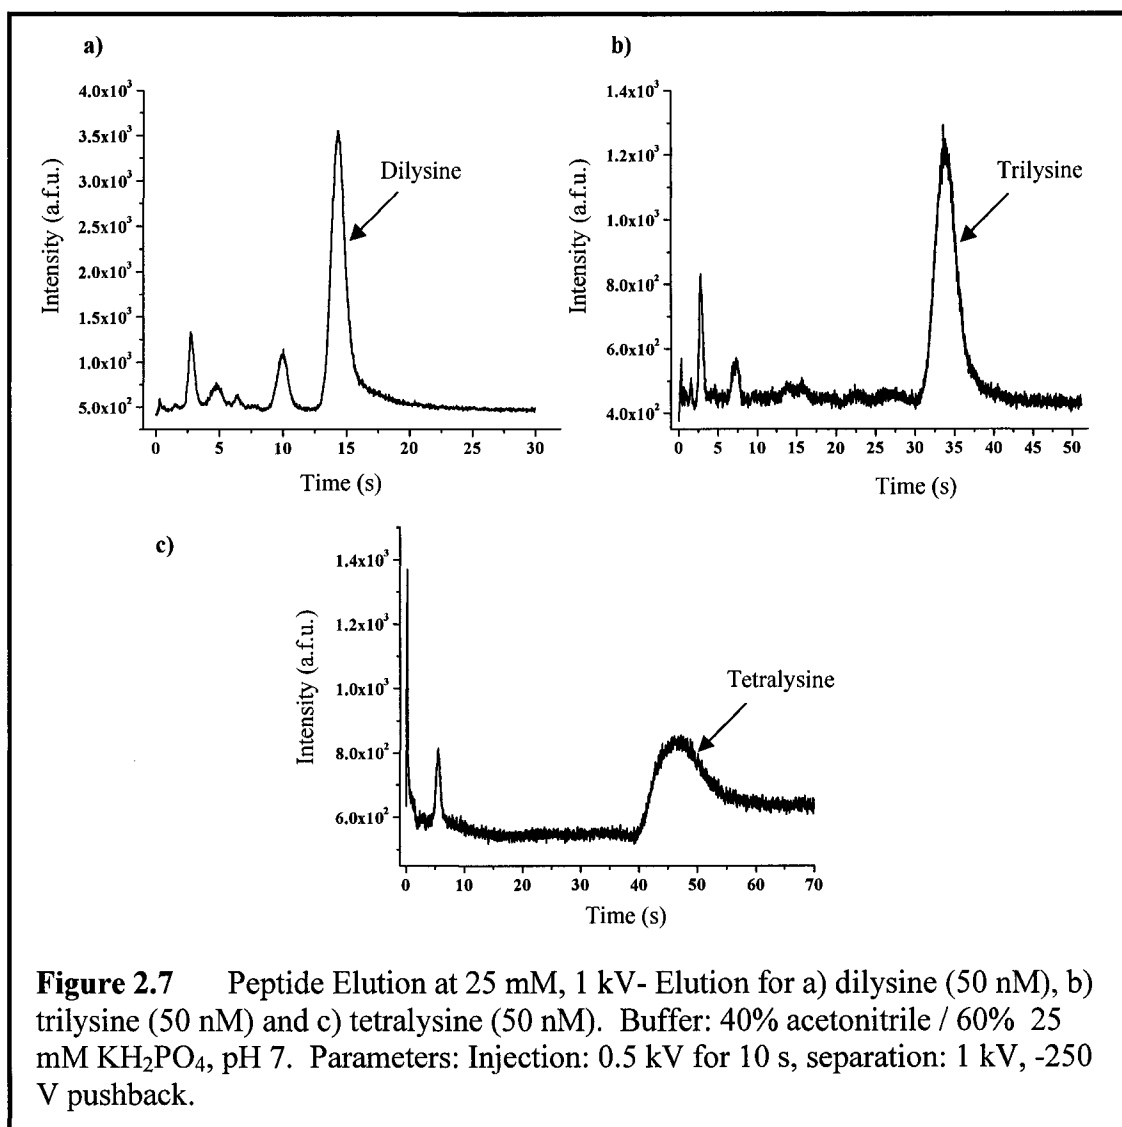 a)
4.0x10³
3.5x10³
3.0x10³
2.5x10³
2.0x10³
1.5x10³
1.0x10³
5.0x10²
Intensity (a.f.u.)
Dilysine
0 5 10 15 20 25 30
Time (s)
b)
1.4x10³
1.2x10³
1.0x10³
8.0x10²
6.0x10²
4.0x10²
Intensity (a.f.u.)
Trilysine
0 5 10 15 20 25 30 35 40 45 50
Time (s)
c)
1.4x10³
1.2x10³
1.0x10³
8.0x10²
6.0x10²
Intensity (a.f.u.)
Tetralysine
0 10 20 30 40 50 60 70
Time (s)
Figure 2.7 Peptide Elution at 25 mM, 1 kV- Elution for a) dilysine (50 nM), b)
trilysine (50 nM) and c) tetralysine (50 nM). Buffer: 40% acetonitrile / 60% 25
mM KH₂PO₄, pH 7. Parameters: Injection: 0.5 kV for 10 s, separation: 1 kV, -250
V pushback.